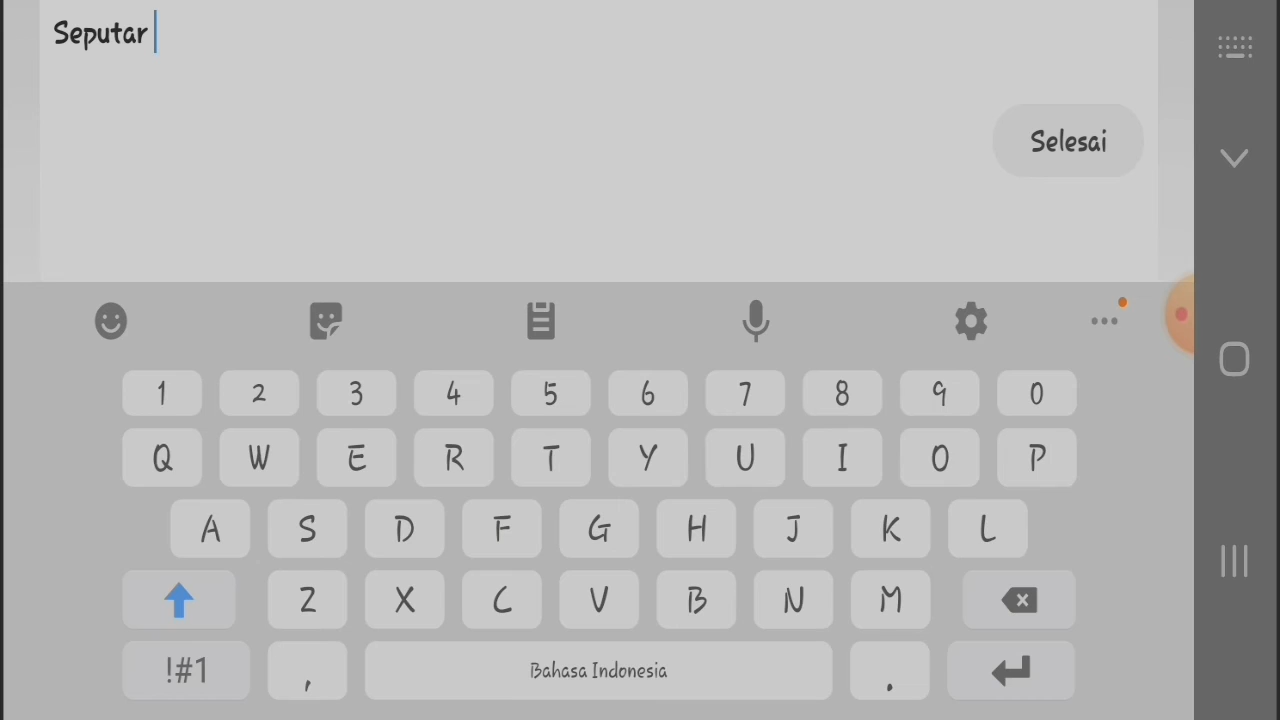 Seputar
Selesai
1 2 3 4 5 6 7 8 9 0
Q W E R T Y U I O P
A S D F G H J K L
Z X C V B N M
!#1 , Bahasa Indonesia .